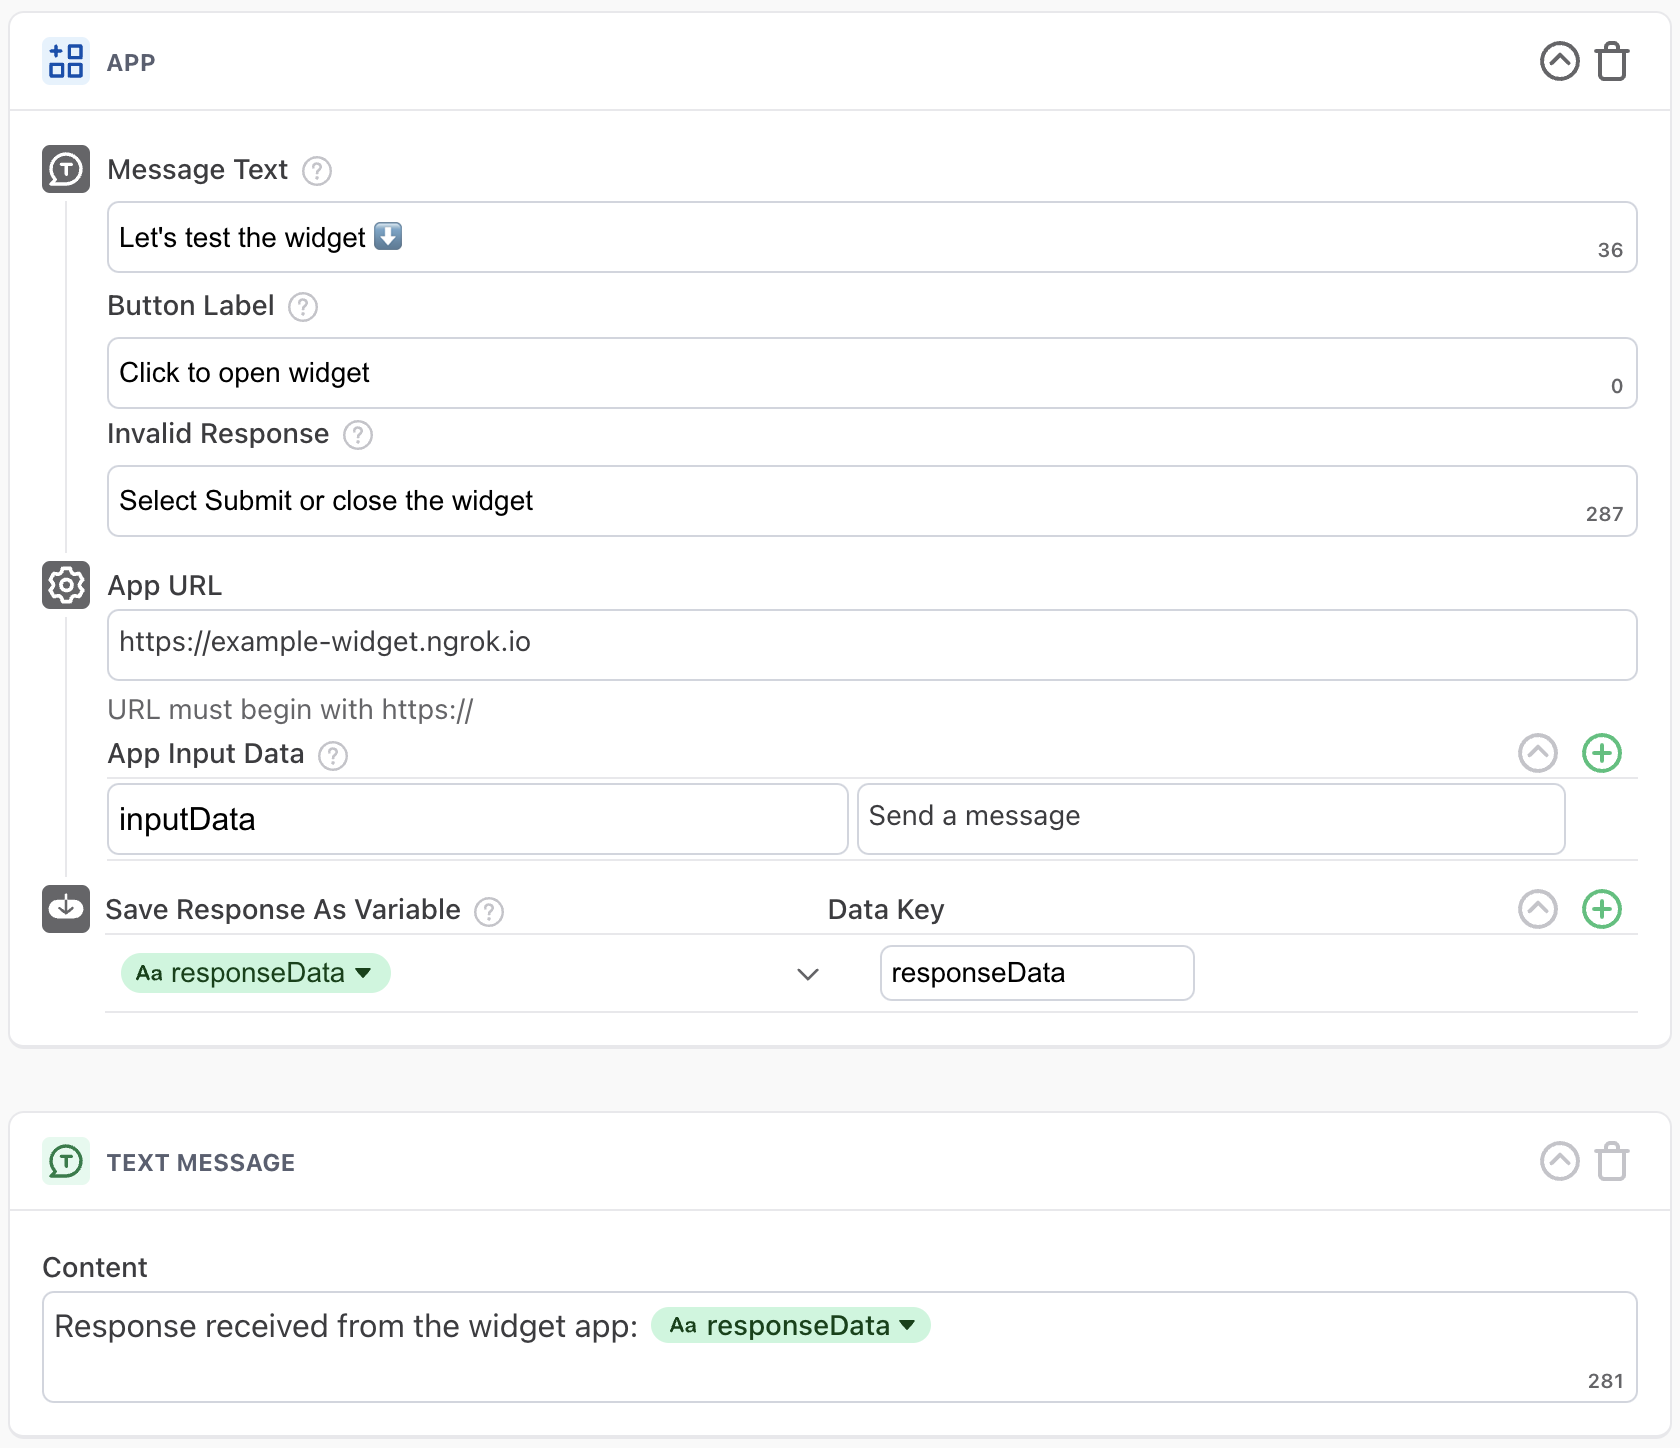 APP
Message Text ?
Let's test the widget ⬇️
36
Button Label ?
Click to open widget
0
Invalid Response ?
Select Submit or close the widget
287
App URL
https://example-widget.ngrok.io
URL must begin with https://
App Input Data ?
inputData Send a message
Save Response As Variable ? Data Key
Aa responseData responseData
TEXT MESSAGE
Content
Response received from the widget app: Aa responseData
281